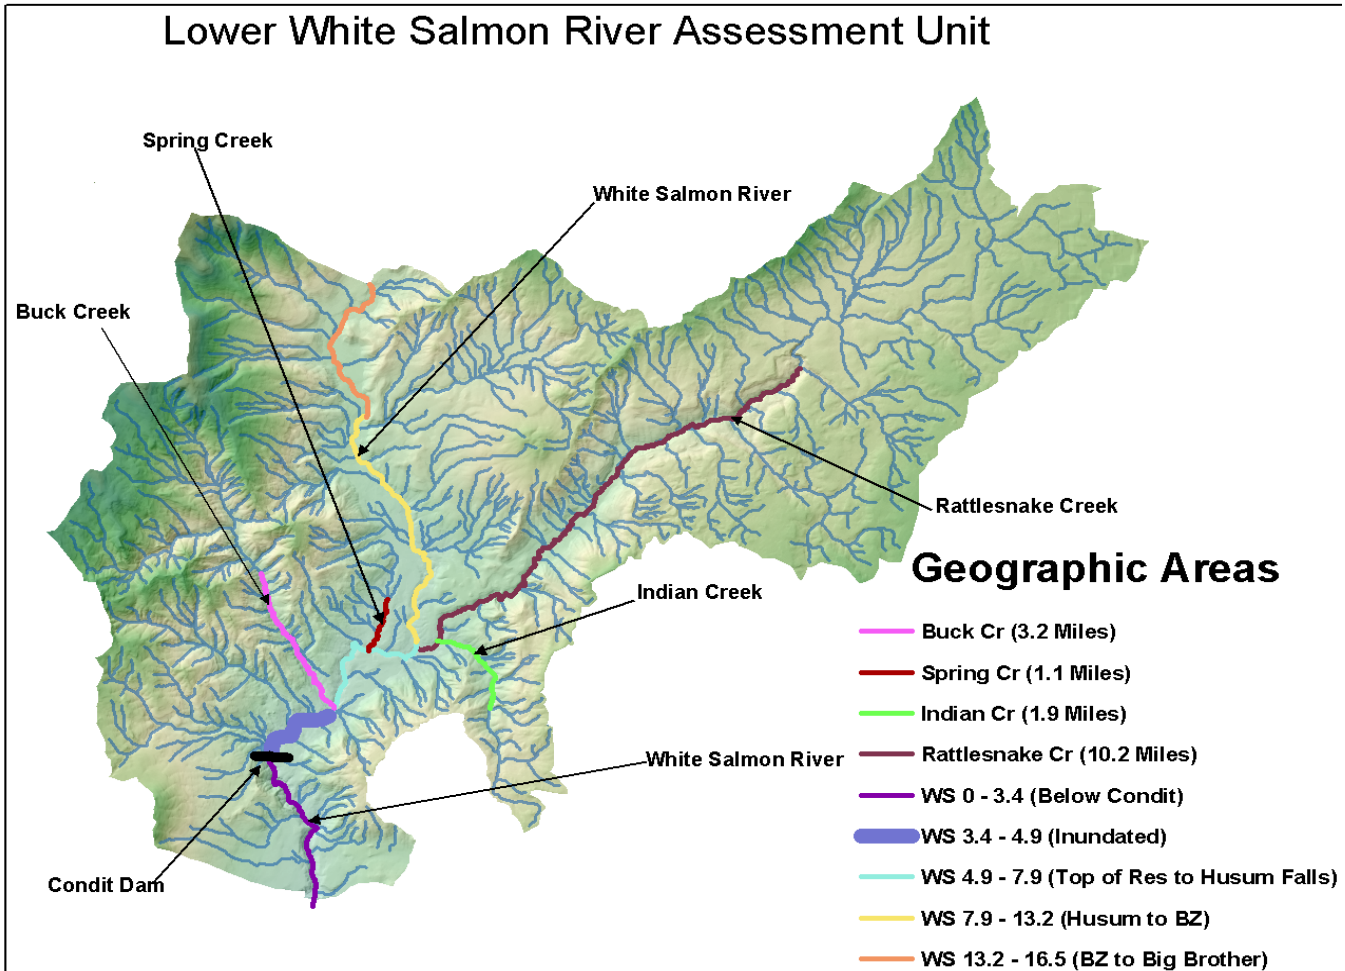 Lower White Salmon River Assessment Unit
Spring Creek
White Salmon River
Buck Creek
Rattlesnake Creek
Indian Creek
White Salmon River
Condit Dam
Geographic Areas
Buck Cr (3.2 Miles)
Spring Cr (1.1 Miles)
Indian Cr (1.9 Miles)
Rattlesnake Cr (10.2 Miles)
WS 0 - 3.4 (Below Condit)
WS 3.4 - 4.9 (Inundated)
WS 4.9 - 7.9 (Top of Res to Husum Falls)
WS 7.9 - 13.2 (Husum to BZ)
WS 13.2 - 16.5 (BZ to Big Brother)